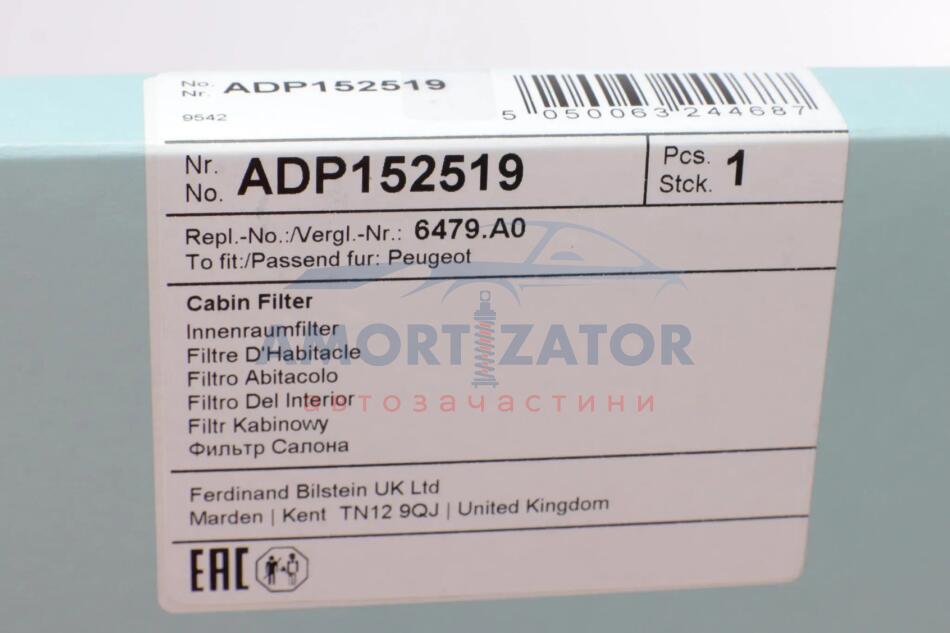 No. ADP152519
Nr.
9542
5 050063 244687
Nr. ADP152519
No.
Pcs. 1
Stck.
Repl.-No.:/Vergl.-Nr.: 6479.A0
To fit:/Passend fur: Peugeot
Cabin Filter
Innenraumfilter
Filtre D'Habitacle
Filtro Abitacolo
Filtro Del Interior
Filtr Kabinowy
Фильтр Салона
AMORTIZATOR
автозачастини
Ferdinand Bilstein UK Ltd
Marden | Kent TN12 9QJ | United Kingdom
EAC